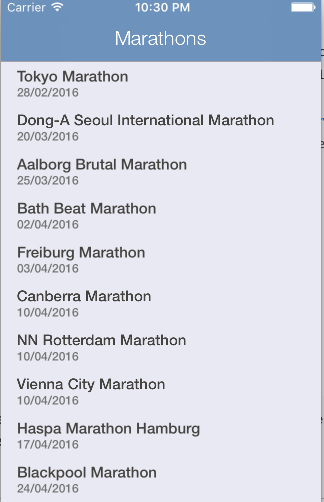 Carrier 10:30 PM
Marathons
Tokyo Marathon
28/02/2016
Dong-A Seoul International Marathon
20/03/2016
Aalborg Brutal Marathon
25/03/2016
Bath Beat Marathon
02/04/2016
Freiburg Marathon
03/04/2016
Canberra Marathon
10/04/2016
NN Rotterdam Marathon
10/04/2016
Vienna City Marathon
10/04/2016
Haspa Marathon Hamburg
17/04/2016
Blackpool Marathon
24/04/2016